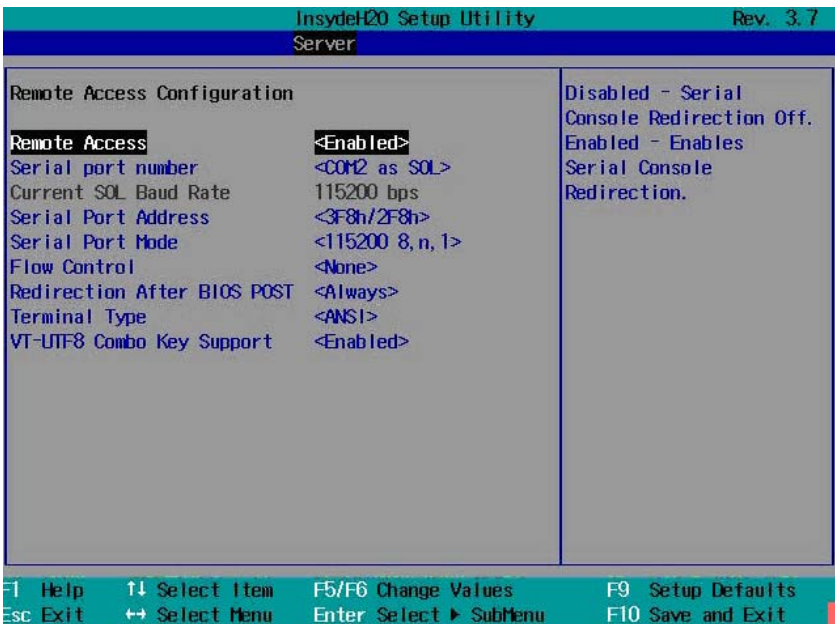 InsydeH20 Setup Utility Rev. 3.7
Server
Remote Access Configuration
Remote Access <Enabled>
Serial port number <COM2 as SOL>
Current SOL Baud Rate 115200 bps
Serial Port Address <3F8h/2F8h>
Serial Port Mode <115200 8,n,1>
Flow Control <None>
Redirection After BIOS POST <Always>
Terminal Type <ANSI>
VT-UTF8 Combo Key Support <Enabled>
Disabled - Serial
Console Redirection Off.
Enabled - Enables
Serial Console
Redirection.
F1 Help ↑↓ Select Item F5/F6 Change Values F9 Setup Defaults
Esc Exit ↔ Select Menu Enter Select ▶ SubMenu F10 Save and Exit